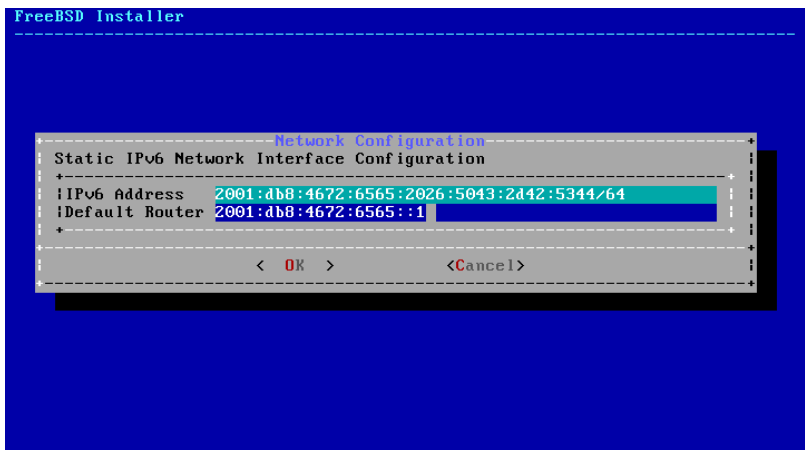 FreeBSD Installer
Network Configuration
Static IPv6 Network Interface Configuration
IPv6 Address 2001:db8:4672:6565:2026:5043:2d42:5344/64
Default Router 2001:db8:4672:6565::1
< OK > <Cancel>